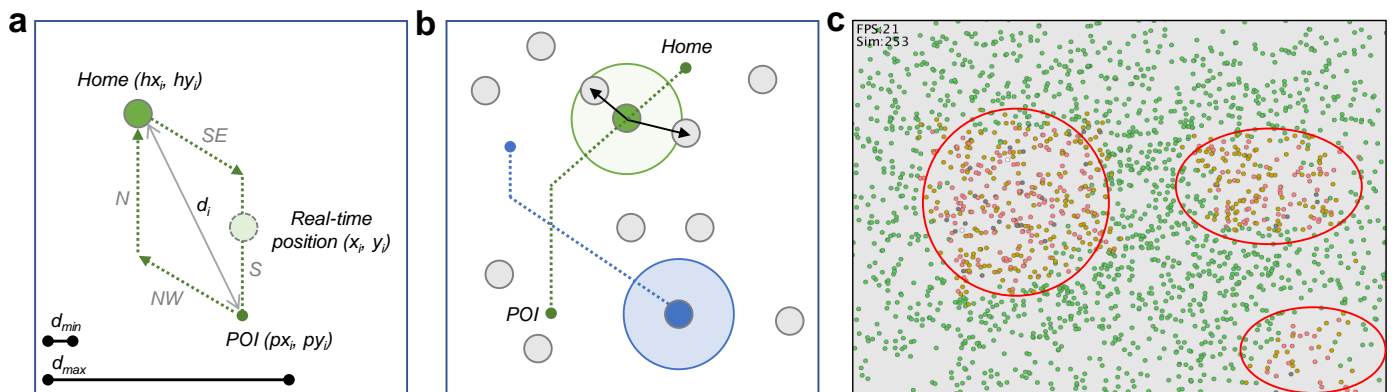 a
Home (hxᵢ, hyᵢ)
SE
N
dᵢ
Real-time
position (xᵢ, yᵢ)
S
NW
POI (pxᵢ, pyᵢ)
dmin
dmax
b
Home
POI
c
FPS:21
Sim:253